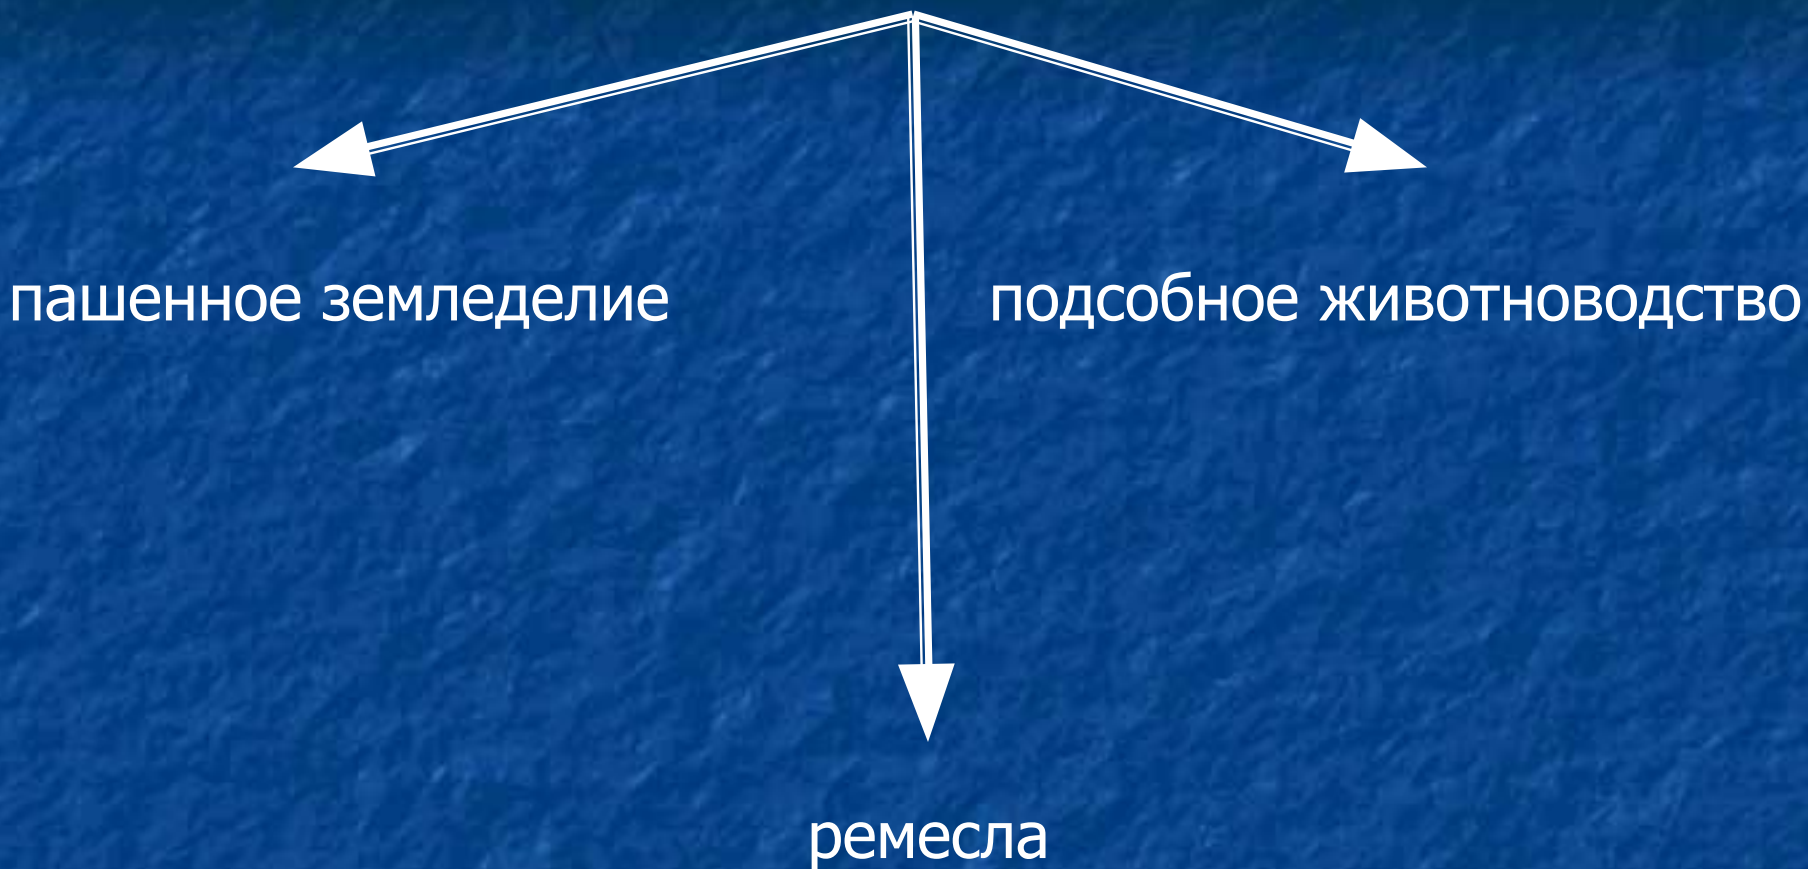 пашенное земледелие
подсобное животноводство
ремесла